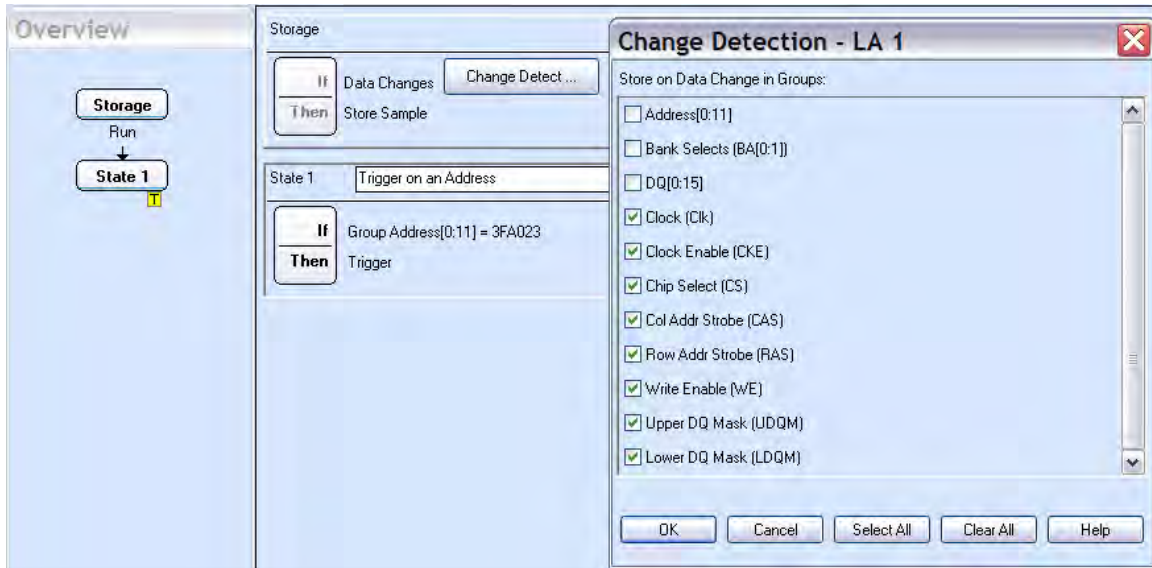 Overview
Storage
Run
State 1
T
Storage
If
Then
Data Changes
Change Detect ...
Store Sample
State 1
Trigger on an Address
If
Then
Group Address[0:11] = 3FA023
Trigger
Change Detection - LA 1
Store on Data Change in Groups:
Address[0:11]
Bank Selects (BA[0:1])
DQ[0:15]
Clock (Clk)
Clock Enable (CKE)
Chip Select (CS)
Col Addr Strobe (CAS)
Row Addr Strobe (RAS)
Write Enable (WE)
Upper DQ Mask (UDQM)
Lower DQ Mask (LDQM)
OK Cancel Select All Clear All Help